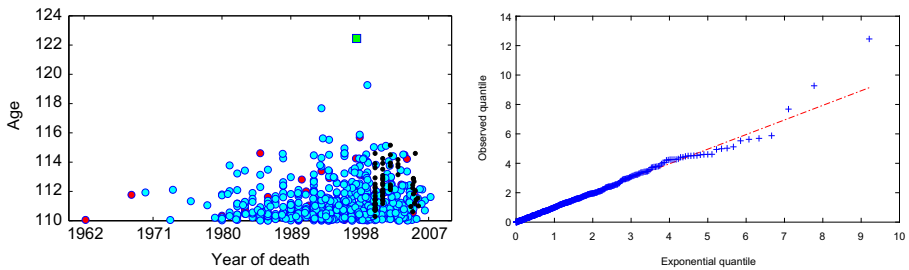 124
122
120
118
116
114
112
110
Age
1962 1971 1980 1989 1998 2007
Year of death
14
12
10
8
6
4
2
0
Observed quantile
0 1 2 3 4 5 6 7 8 9 10
Exponential quantile